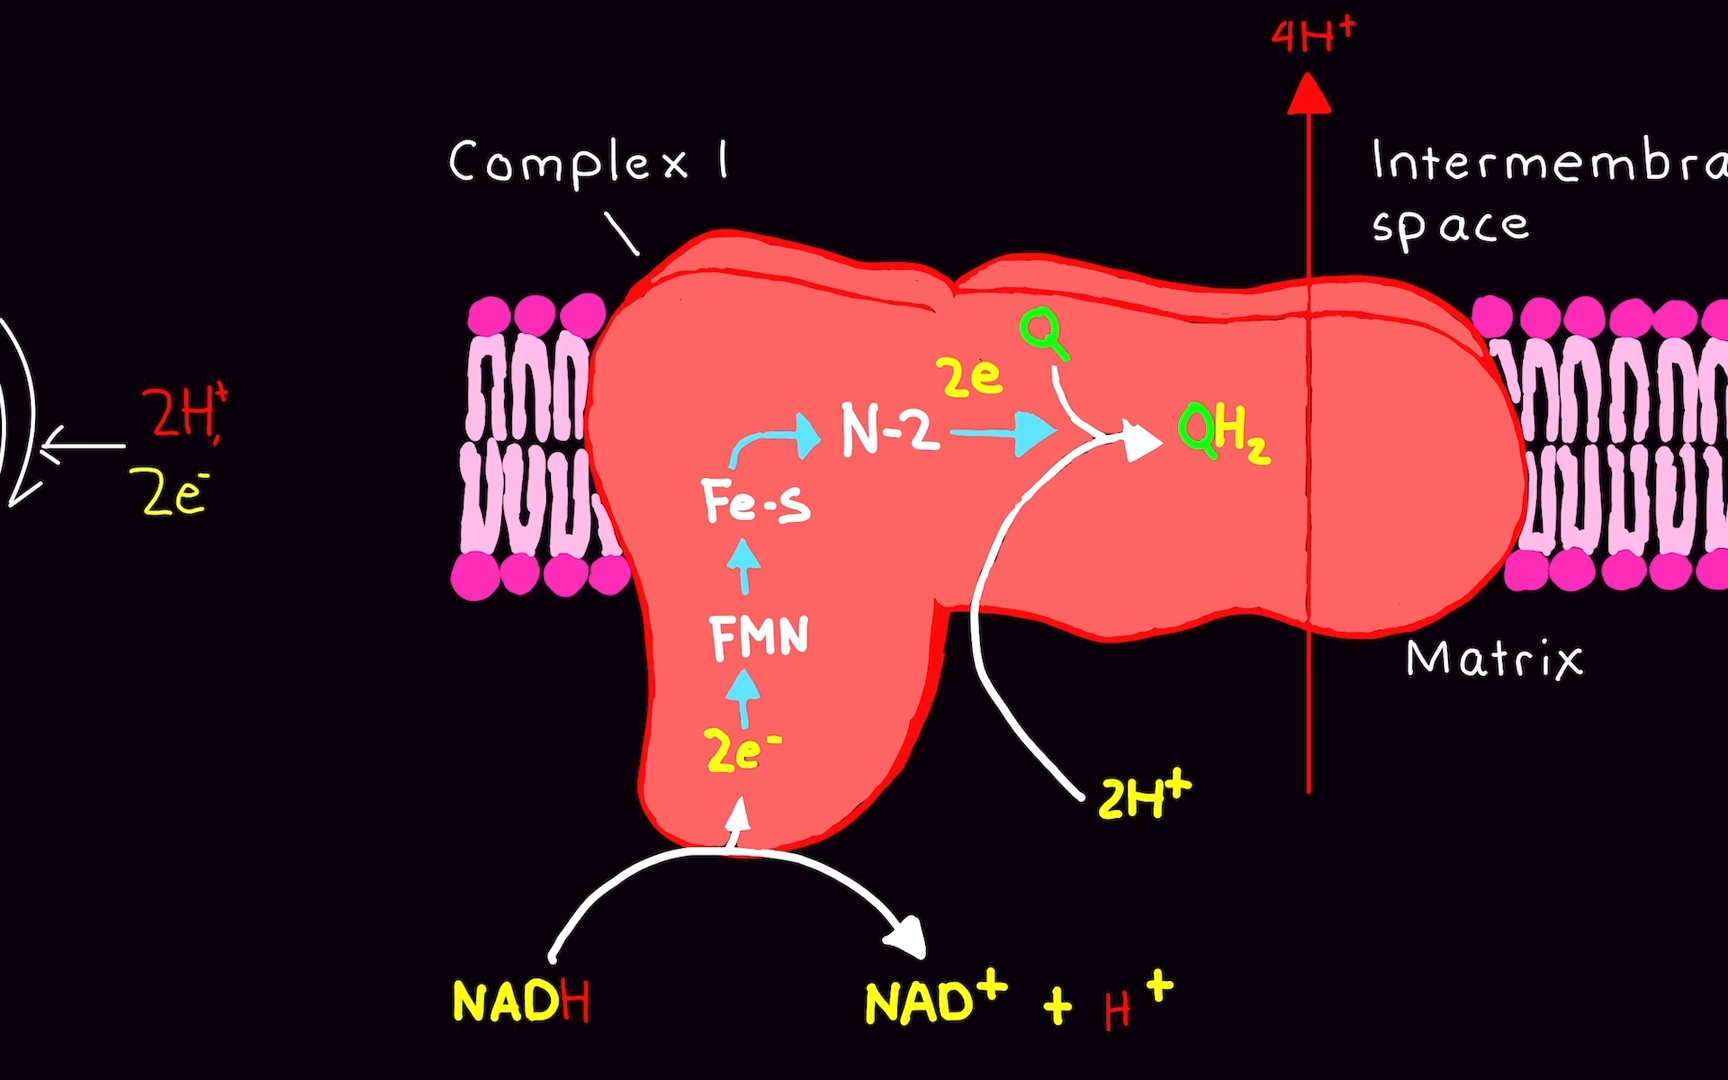 4H+
Complex I
Intermembra
space
Q
2e
2H+,
2e-
N-2
QH2
Fe-s
FMN
Matrix
2e-
2H+
NADH
NAD+ + H+